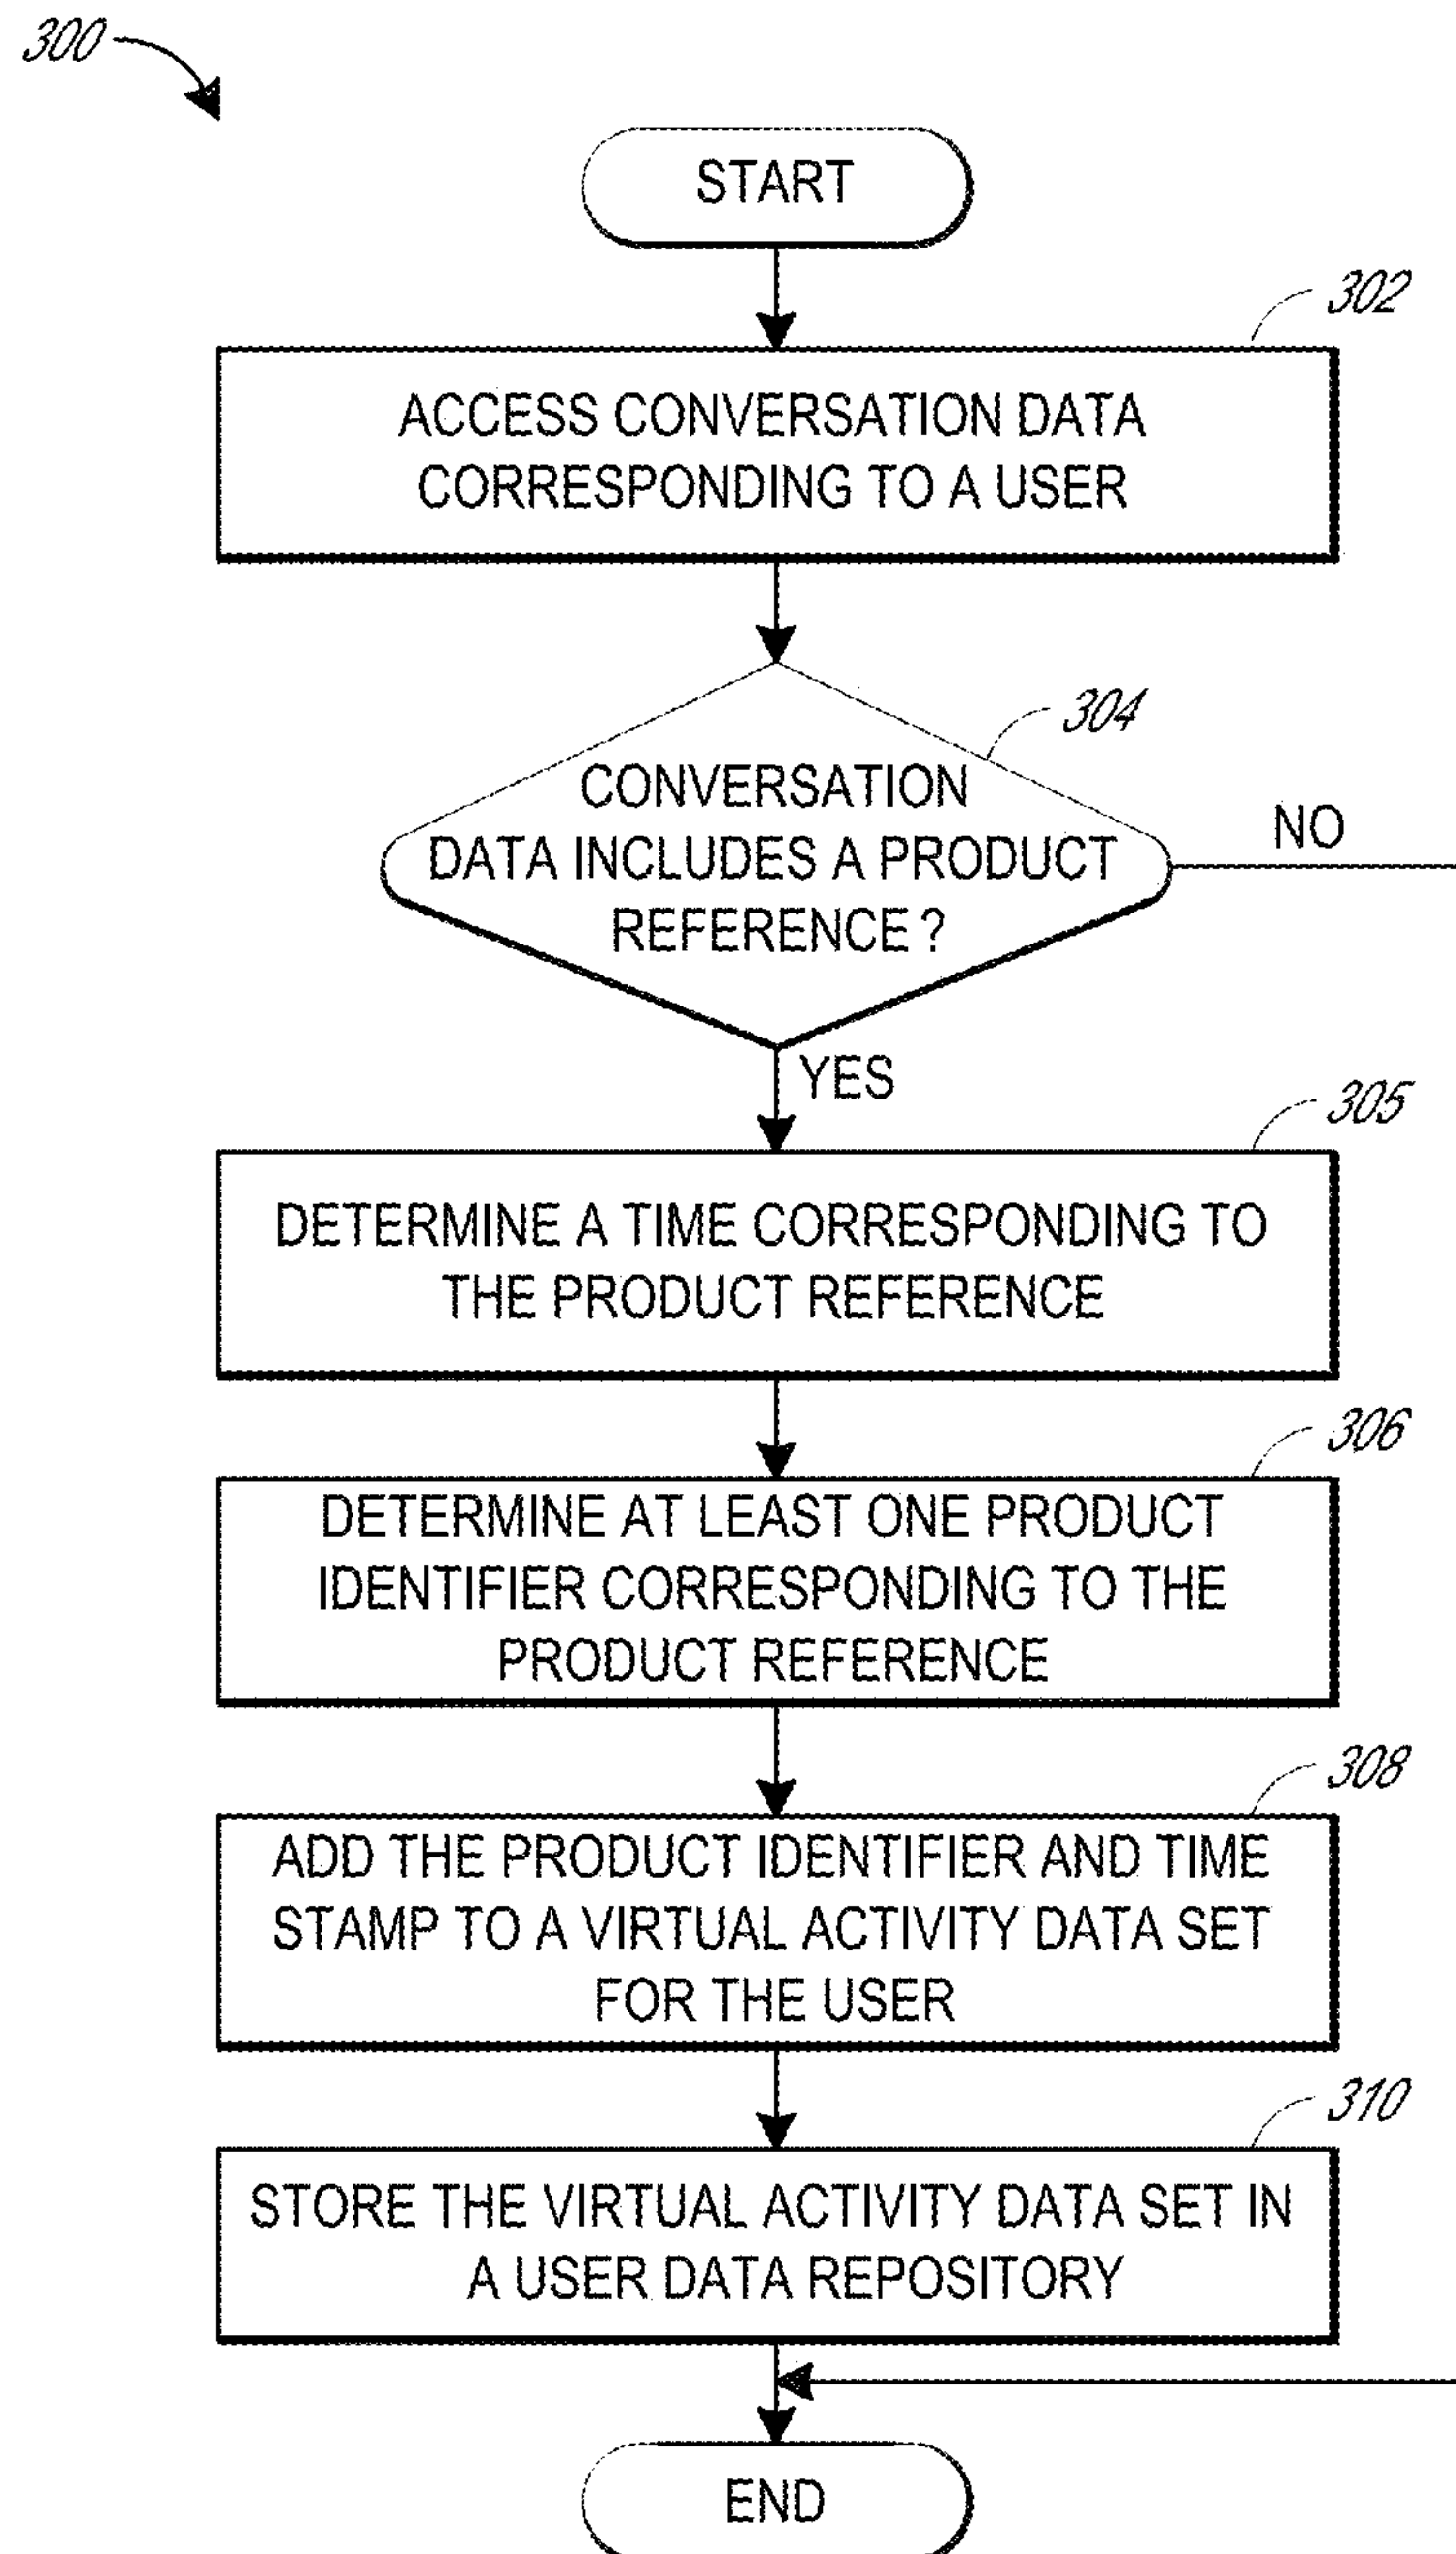 300
START
302
ACCESS CONVERSATION DATA
CORRESPONDING TO A USER
304
CONVERSATION
DATA INCLUDES A PRODUCT
REFERENCE?
NO
YES
305
DETERMINE A TIME CORRESPONDING TO
THE PRODUCT REFERENCE
306
DETERMINE AT LEAST ONE PRODUCT
IDENTIFIER CORRESPONDING TO THE
PRODUCT REFERENCE
308
ADD THE PRODUCT IDENTIFIER AND TIME
STAMP TO A VIRTUAL ACTIVITY DATA SET
FOR THE USER
310
STORE THE VIRTUAL ACTIVITY DATA SET IN
A USER DATA REPOSITORY
END